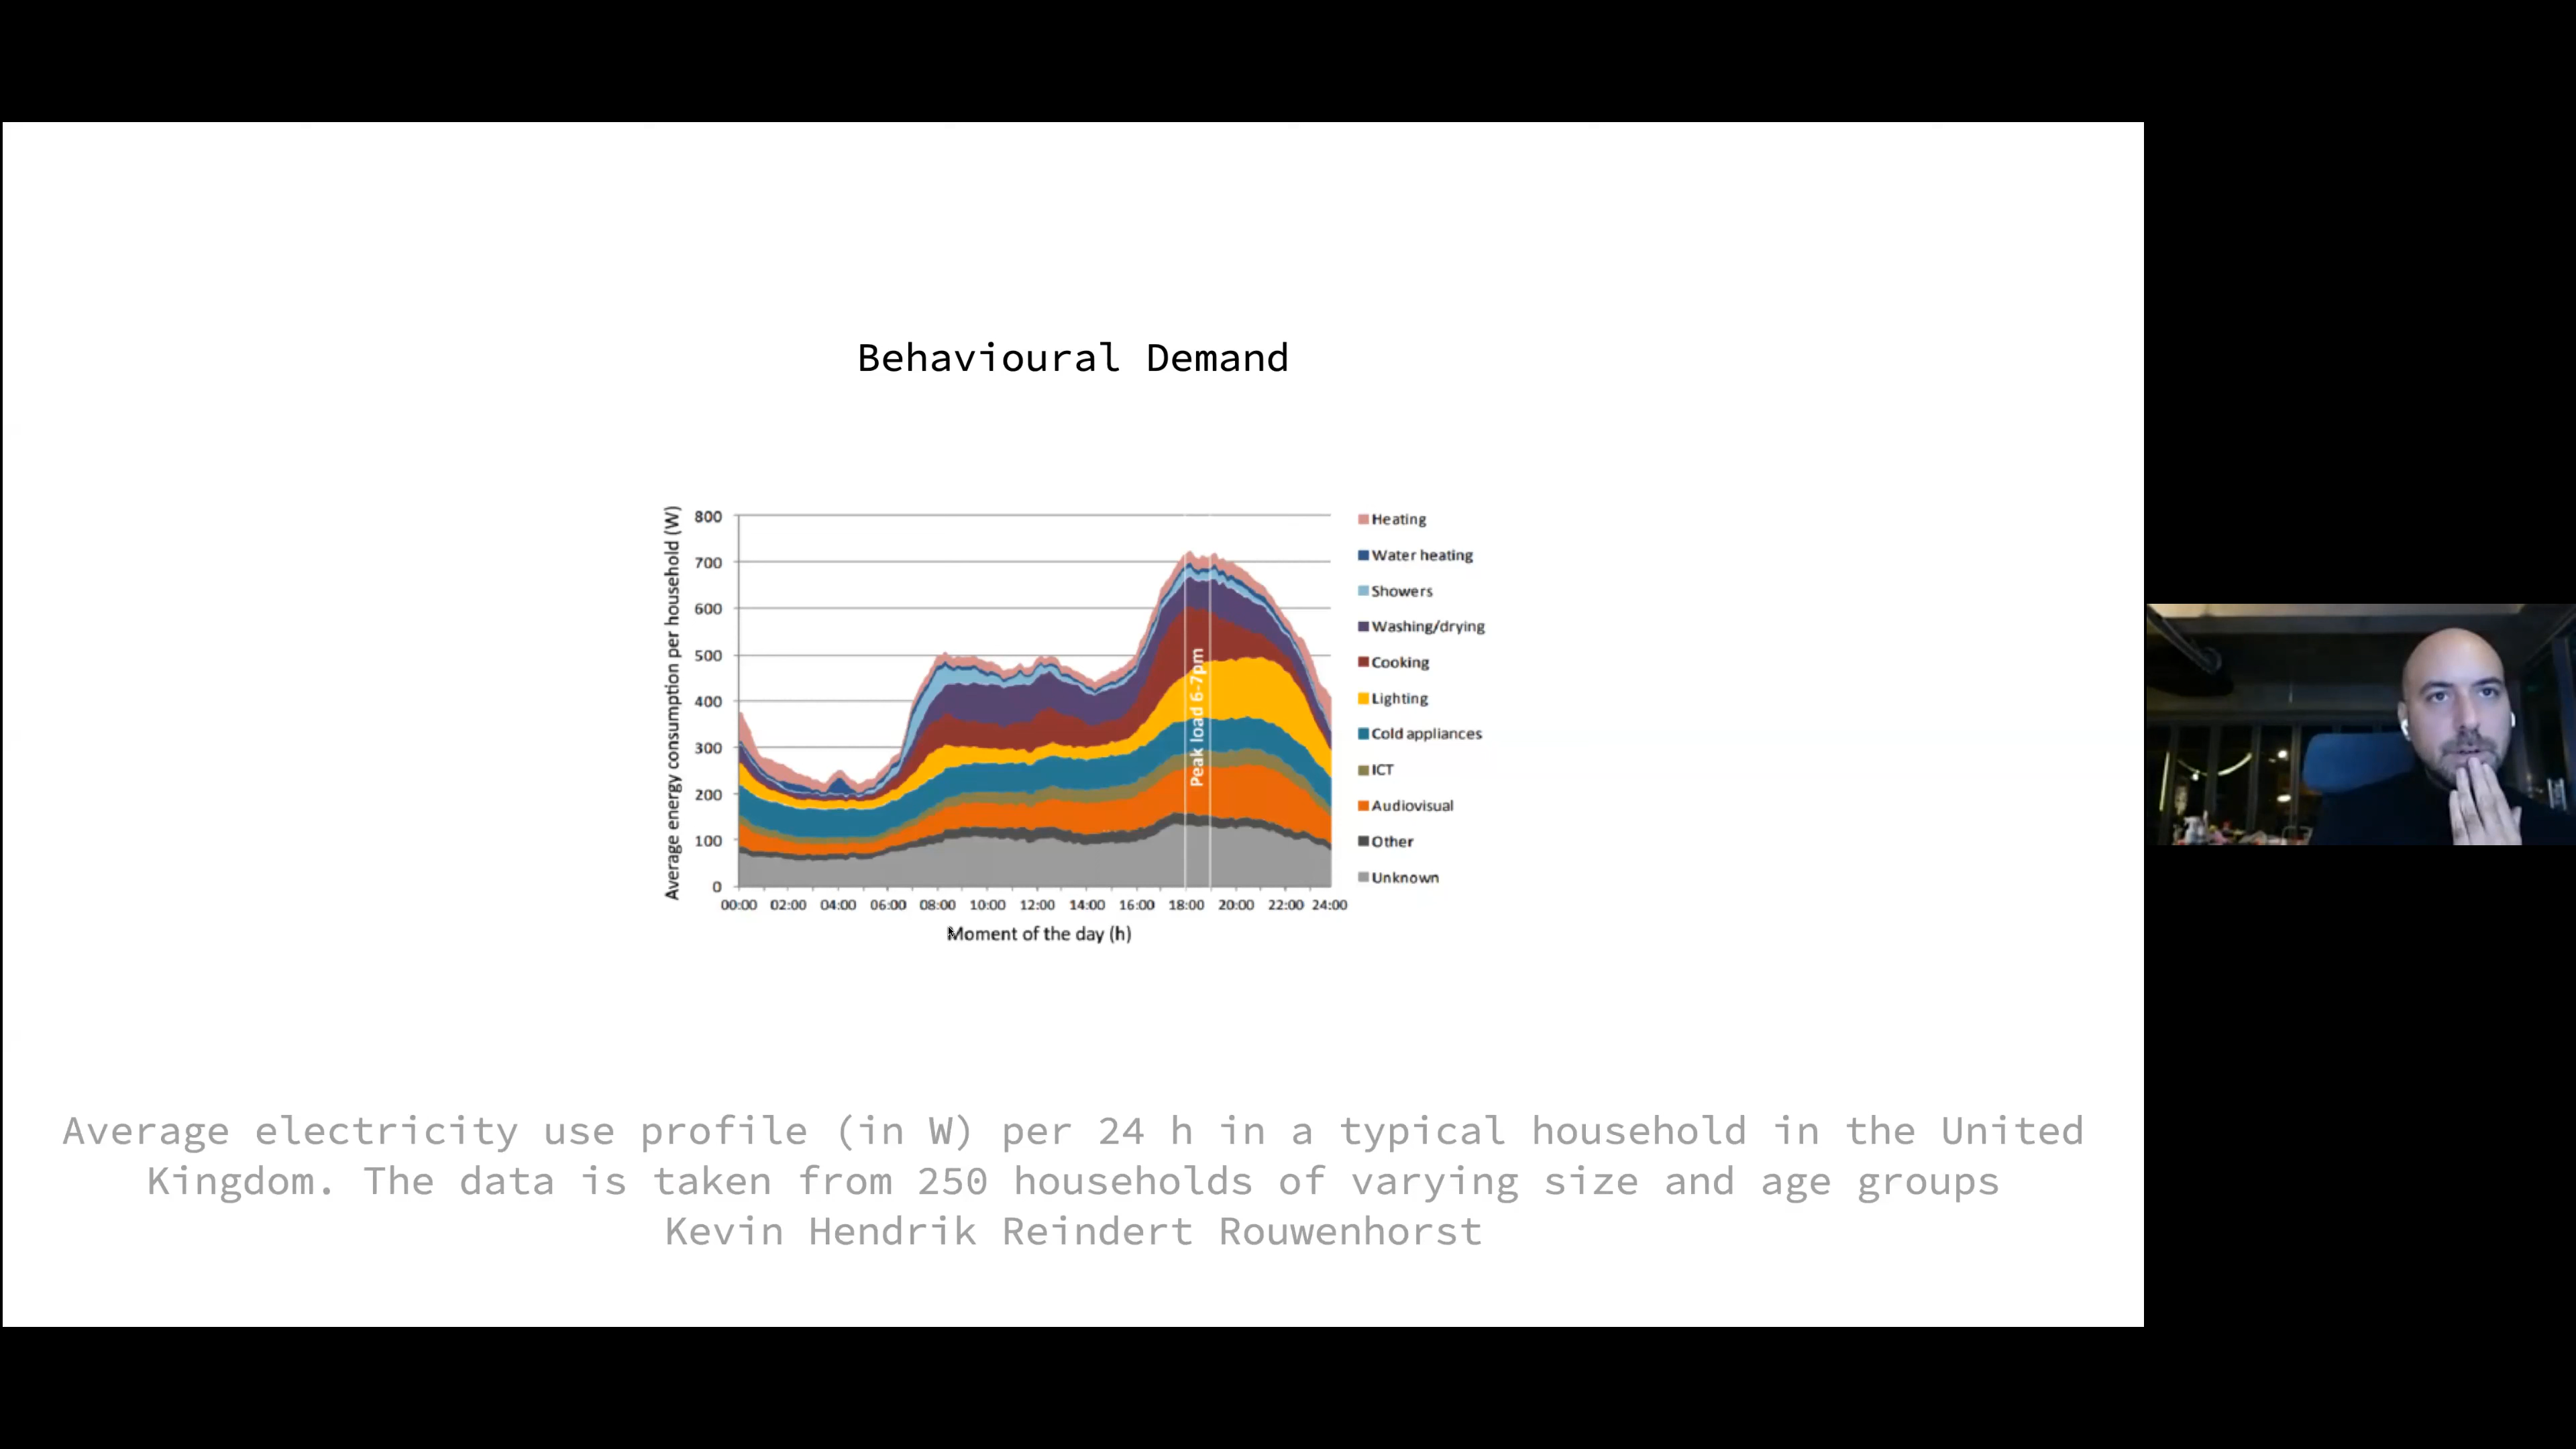 Behavioural Demand
Average energy consumption per household (W)
800
700
600
500
400
300
200
100
0
00:00 02:00 04:00 06:00 08:00 10:00 12:00 14:00 16:00 18:00 20:00 22:00 24:00
Moment of the day (h)
Peak load 6-7pm
Heating
Water heating
Showers
Washing/drying
Cooking
Lighting
Cold appliances
ICT
Audiovisual
Other
Unknown
Average electricity use profile (in W) per 24 h in a typical household in the United
Kingdom. The data is taken from 250 households of varying size and age groups
Kevin Hendrik Reindert Rouwenhorst